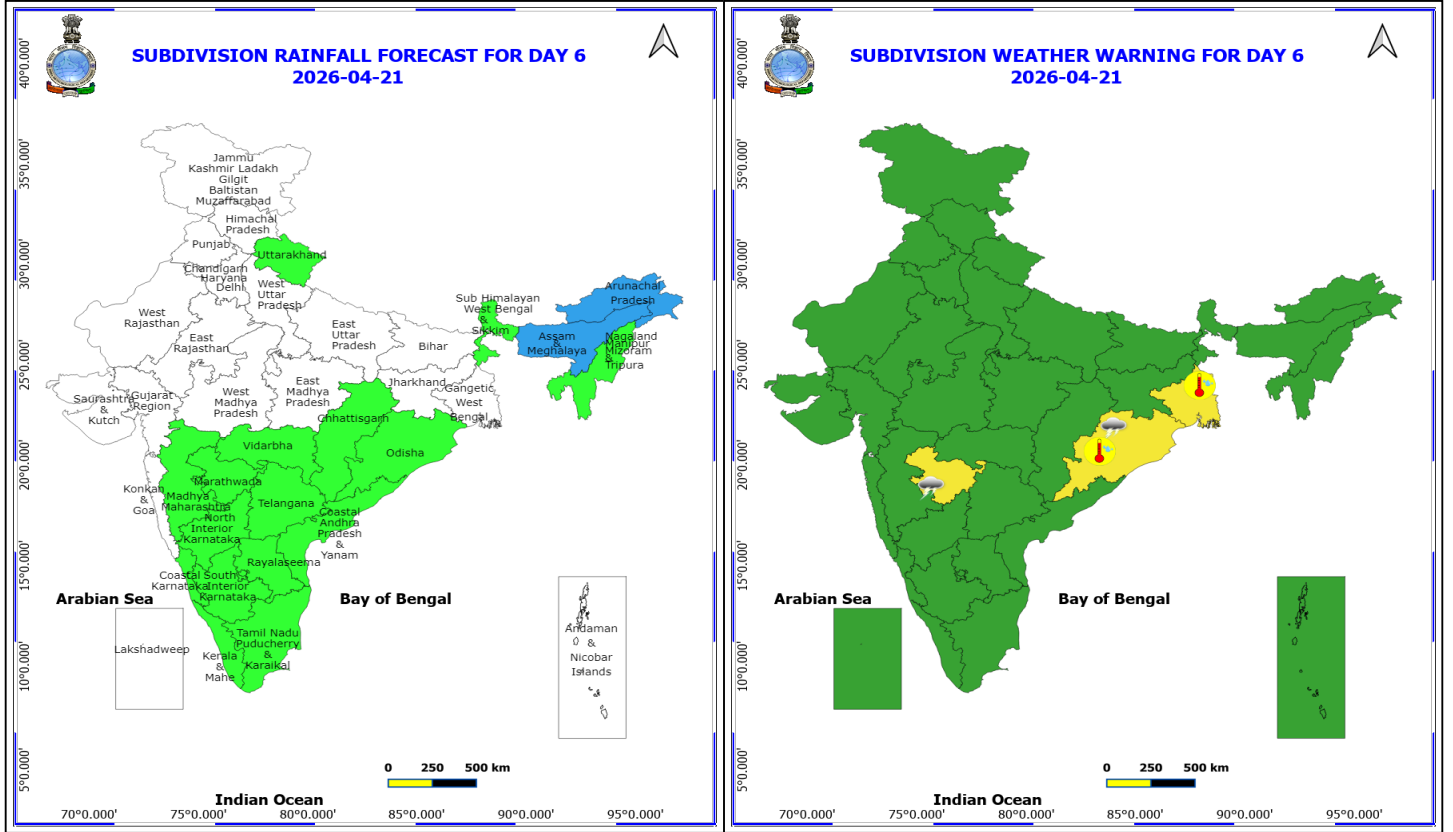 SUBDIVISION RAINFALL FORECAST FOR DAY 6
2026-04-21
40°0.000'
35°0.000'
30°0.000'
25°0.000'
20°0.000'
15°0.000'
10°0.000'
5°0.000'
Jammu
Kashmir Ladakh
Gilgit
Baltistan
Muzaffarabad
Himachal
Pradesh
Punjab
Uttarakhand
Chandigarh
Haryana
Delhi
West
Uttar
Pradesh
West
Rajasthan
East
Rajasthan
East
Uttar
Pradesh
Bihar
Sub Himalayan
West Bengal
&
Sikkim
Arunachal
Pradesh
Assam
&
Meghalaya
Nagaland
Manipur
Mizoram
&
Tripura
Saurashtra
&
Kutch
Gujarat
Region
West
Madhya
Pradesh
East
Madhya
Pradesh
Jharkhand
Gangetic
West
Bengal
Chhattisgarh
Vidarbha
Odisha
Konkan
&
Goa
Marathwada
Madhya
Maharashtra
Telangana
North
Interior
Karnataka
Coastal
Andhra
Pradesh
&
Yanam
Rayalaseema
Coastal
Karnataka
South
Interior
Karnataka
Arabian Sea
Bay of Bengal
Lakshadweep
Kerala
&
Mahe
Tamil Nadu
Puducherry
&
Karaikal
Andaman
&
Nicobar
Islands
0 250 500 km
Indian Ocean
70°0.000' 75°0.000' 80°0.000' 85°0.000' 90°0.000' 95°0.000'
SUBDIVISION WEATHER WARNING FOR DAY 6
2026-04-21
40°0.000'
35°0.000'
30°0.000'
25°0.000'
20°0.000'
15°0.000'
10°0.000'
5°0.000'
Arabian Sea
Bay of Bengal
0 250 500 km
Indian Ocean
70°0.000' 75°0.000' 80°0.000' 85°0.000' 90°0.000' 95°0.000'